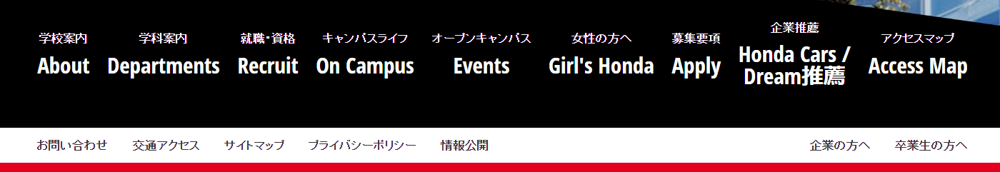 学校案内
About
学科案内
Departments
就職・資格
Recruit
キャンパスライフ
On Campus
オープンキャンパス
Events
女性の方へ
Girl's Honda
募集要項
Apply
企業推薦
Honda Cars /
Dream推薦
アクセスマップ
Access Map
お問い合わせ 交通アクセス サイトマップ プライバシーポリシー 情報公開 企業の方へ 卒業生の方へ